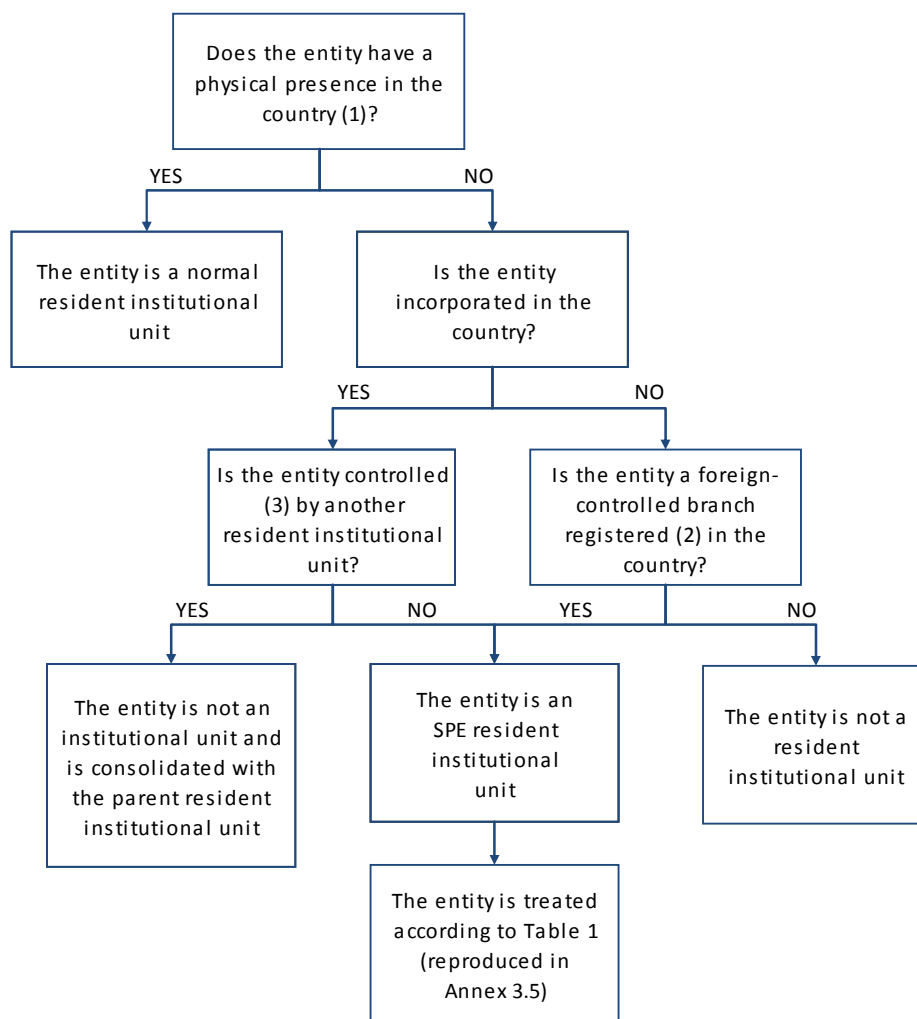 Does the entity have a
physical presence in the
country (1)?
YES
NO
The entity is a normal
resident institutional
unit
Is the entity
incorporated in the
country?
YES
NO
Is the entity controlled
(3) by another
resident institutional
unit?
Is the entity a foreign-
controlled branch
registered (2) in the
country?
YES
NO
YES
NO
The entity is not an
institutional unit and
is consolidated with
the parent resident
institutional unit
The entity is an
SPE resident
institutional
unit
The entity is not a
resident
institutional unit
The entity is treated
according to Table 1
(reproduced in
Annex 3.5)